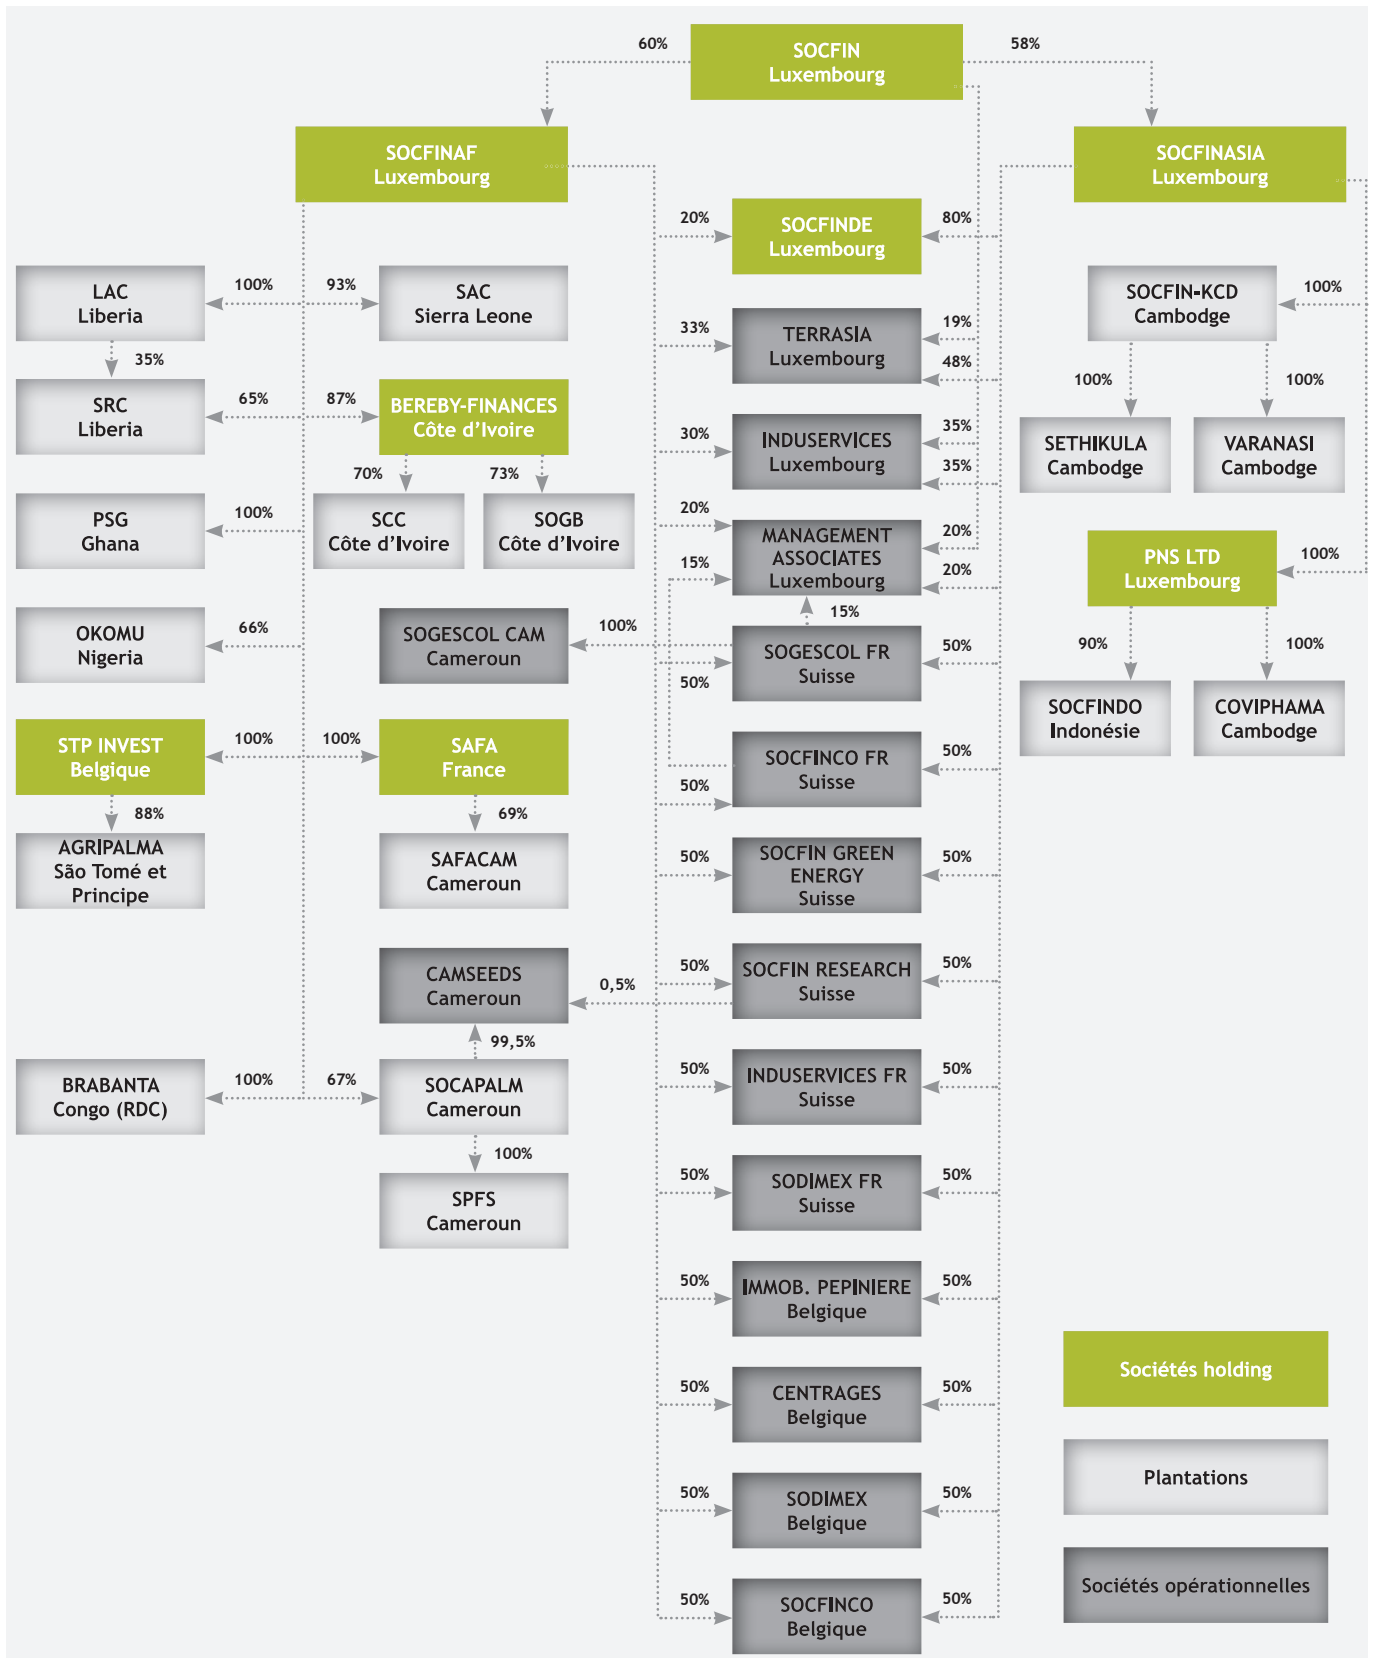 60%
SOCFIN
Luxembourg
58%
SOCFINAF
Luxembourg
SOCFINASIA
Luxembourg
20%
SOCFINDE
Luxembourg
80%
LAC
Liberia
100%
93%
SAC
Sierra Leone
SOCFIN-KCD
Cambodge
100%
33%
TERRASIA
Luxembourg
19%
48%
35%
100%
100%
SRC
Liberia
65%
87%
BEREBY-FINANCES
Côte d'Ivoire
30%
INDUSERVICES
Luxembourg
35%
35%
SETHIKULA
Cambodge
VARANASI
Cambodge
70%
73%
PSG
Ghana
100%
SCC
Côte d'Ivoire
SOGB
Côte d'Ivoire
20%
15%
MANAGEMENT
ASSOCIATES
Luxembourg
20%
20%
PNS LTD
Luxembourg
100%
15%
OKOMU
Nigeria
66%
SOGESCOL CAM
Cameroun
100%
50%
SOGESCOL FR
Suisse
50%
90%
100%
SOCFINDO
Indonésie
COVIPHAMA
Cambodge
STP INVEST
Belgique
100%
100%
SAFA
France
50%
SOCFINCO FR
Suisse
50%
88%
69%
AGRIPALMA
São Tomé et
Principe
SAFACAM
Cameroun
50%
SOCFIN GREEN
ENERGY
Suisse
50%
CAMSEEDS
Cameroun
0,5%
50%
SOCFIN RESEARCH
Suisse
50%
99,5%
BRABANTA
Congo (RDC)
100%
67%
SOCAPALM
Cameroun
50%
INDUSERVICES FR
Suisse
50%
100%
SPFS
Cameroun
50%
SODIMEX FR
Suisse
50%
50%
IMMOB. PEPINIERE
Belgique
50%
50%
CENTRAGES
Belgique
50%
50%
SODIMEX
Belgique
50%
50%
SOCFINCO
Belgique
50%
Sociétés holding
Plantations
Sociétés opérationnelles